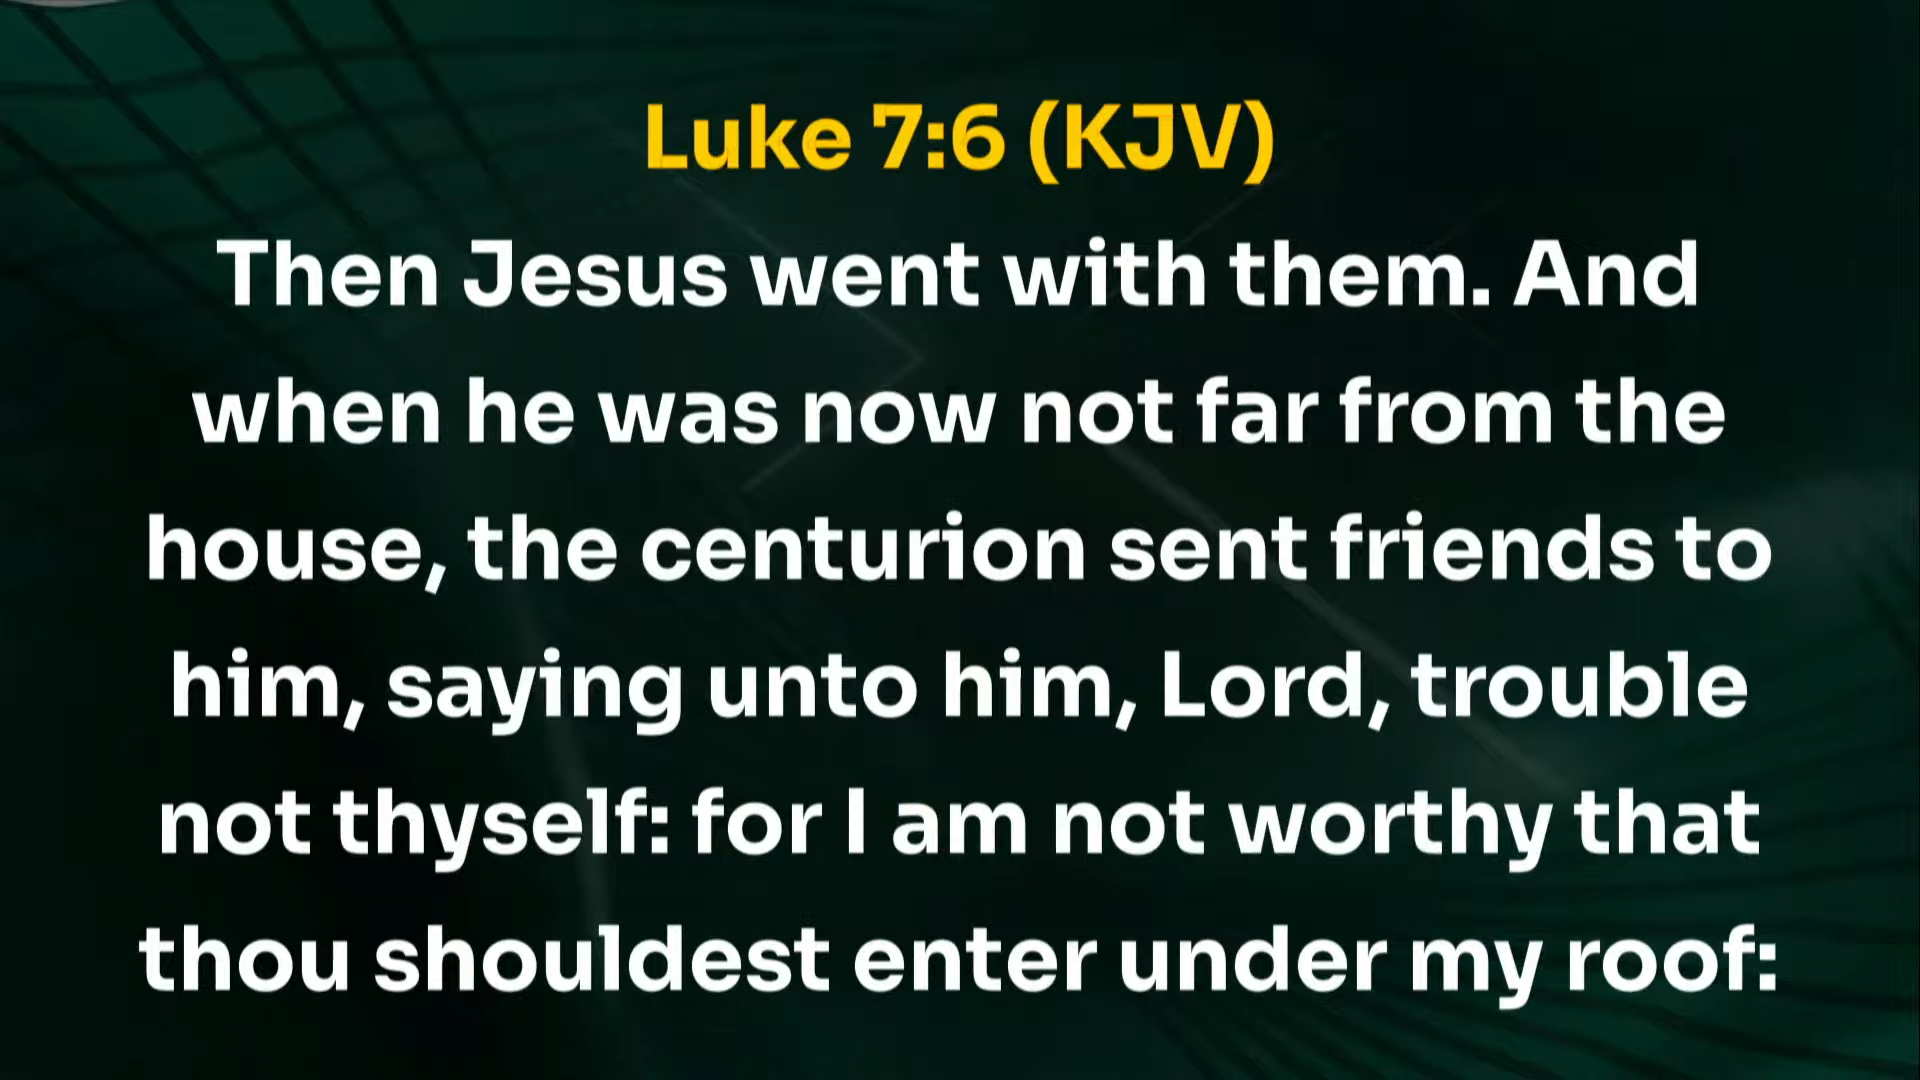 Luke 7:6 (KJV)
Then Jesus went with them. And
when he was now not far from the
house, the centurion sent friends to
him, saying unto him, Lord, trouble
not thyself: for I am not worthy that
thou shouldest enter under my roof: